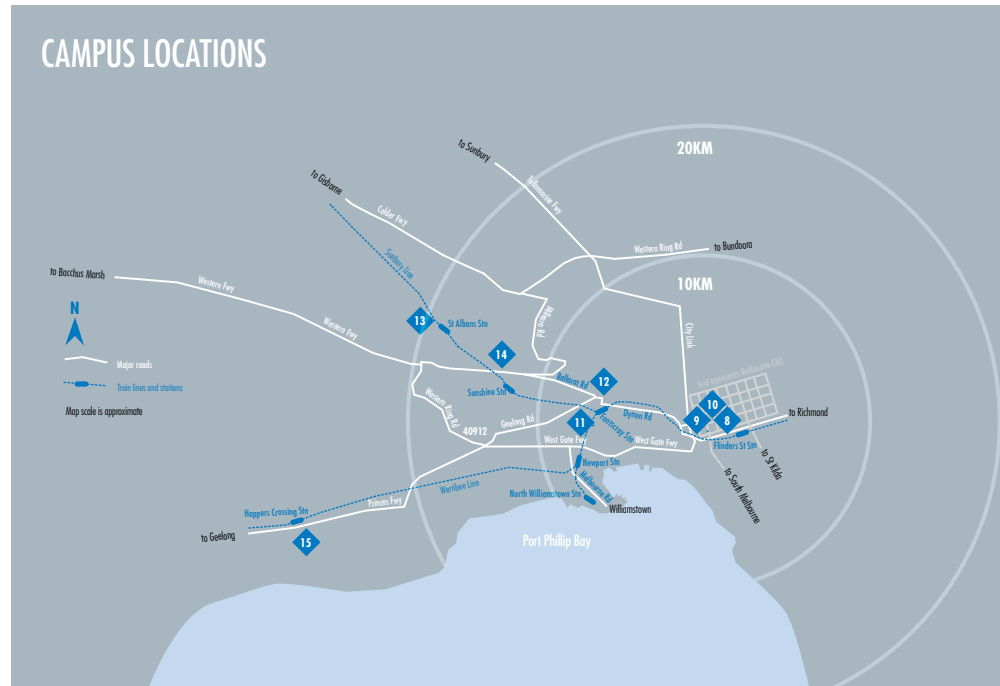 CAMPUS LOCATIONS
20KM
to Sunbury
Tullamarine Fwy
to Gisborne
Calder Fwy
Western Ring Rd
to Bundoora
Sunbury Line
to Bacchus Marsh
Western Fwy
10KM
N
13
St Albans Stn
Western Fwy
Milleara Rd
City Link
14
Major roads
Ballarat Rd
12
Grid represents Melbourne CBD
Train lines and stations
Sunshine Stn
Western Ring Rd
10
Map scale is approximate
Geelong Rd
11
Footscray Stn
Dynon Rd
9
8
to Richmond
40912
West Gate Fwy
West Gate Fwy
Flinders St Stn
Newport Stn
to St Kilda
Werribee Line
Melbourne Rd
to South Melbourne
North Williamstown Stn
Princes Fwy
Williamstown
Hoppers Crossing Stn
to Geelong
15
Port Phillip Bay